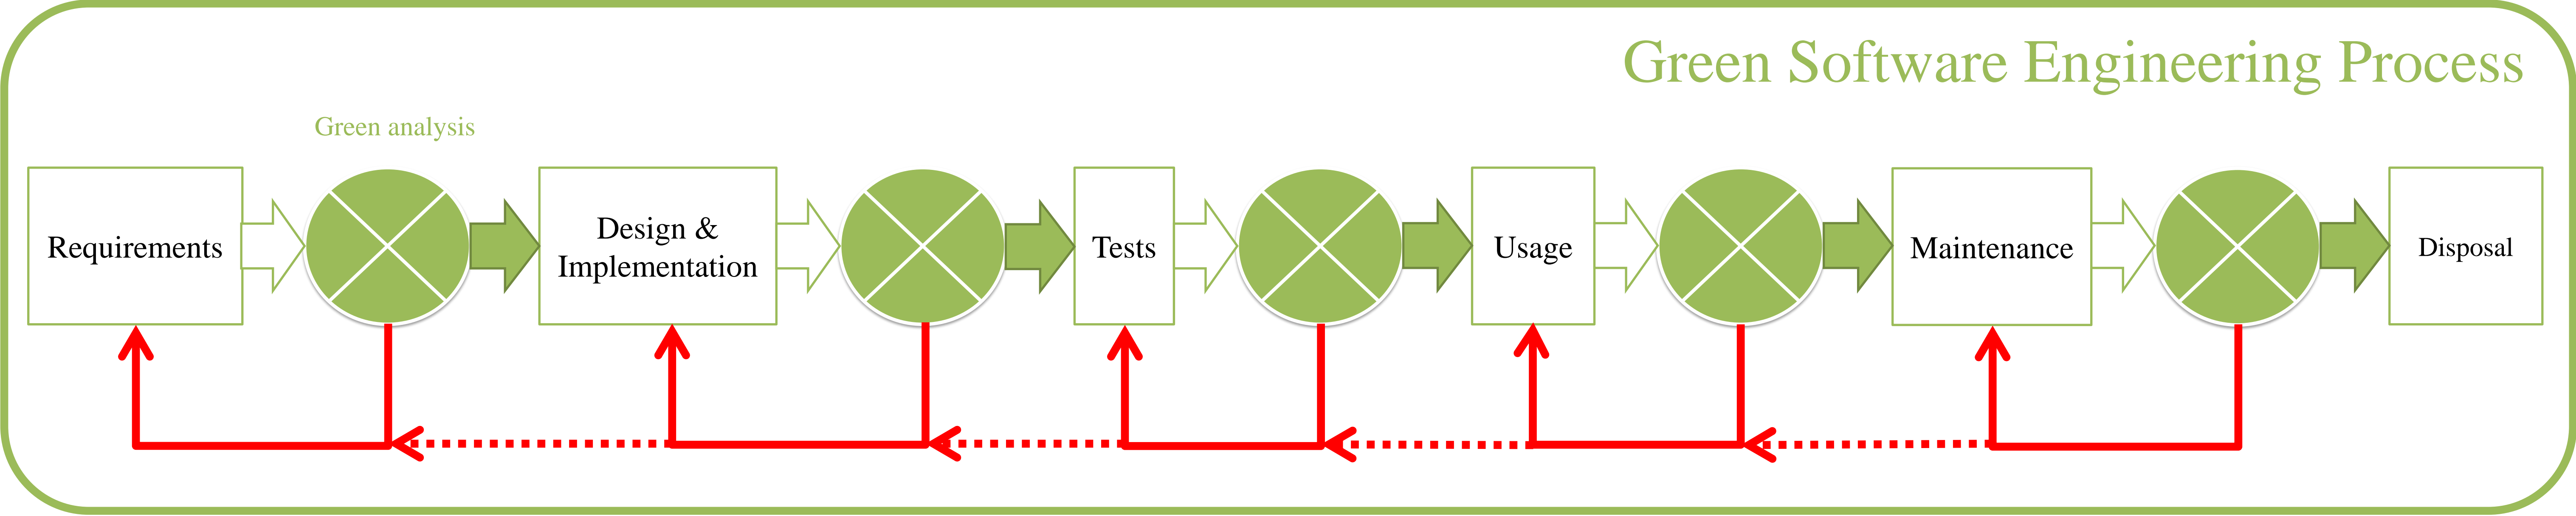 Green Software Engineering Process
Green analysis
Requirements
Design &
Implementation
Tests
Usage
Maintenance
Disposal